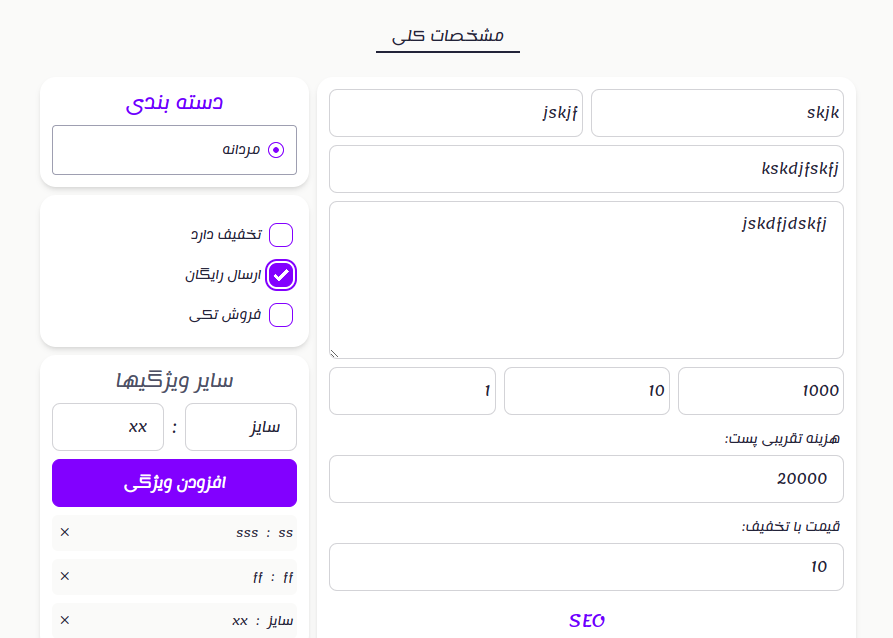 مشخصات کلی
skjk
jskjf
kskdjfskfj
jskdfjdskfj
1000
10
1
هزینه تقریبی پست:
20000
قیمت با تخفیف:
10
SEO
دسته بندی
مردانه
تخفیف دارد
ارسال رایگان
فروش تکی
سایر ویژگیها
سایز : xx
افزودن ویژگی
ss : sss ×
ff : ff ×
سایز : xx ×